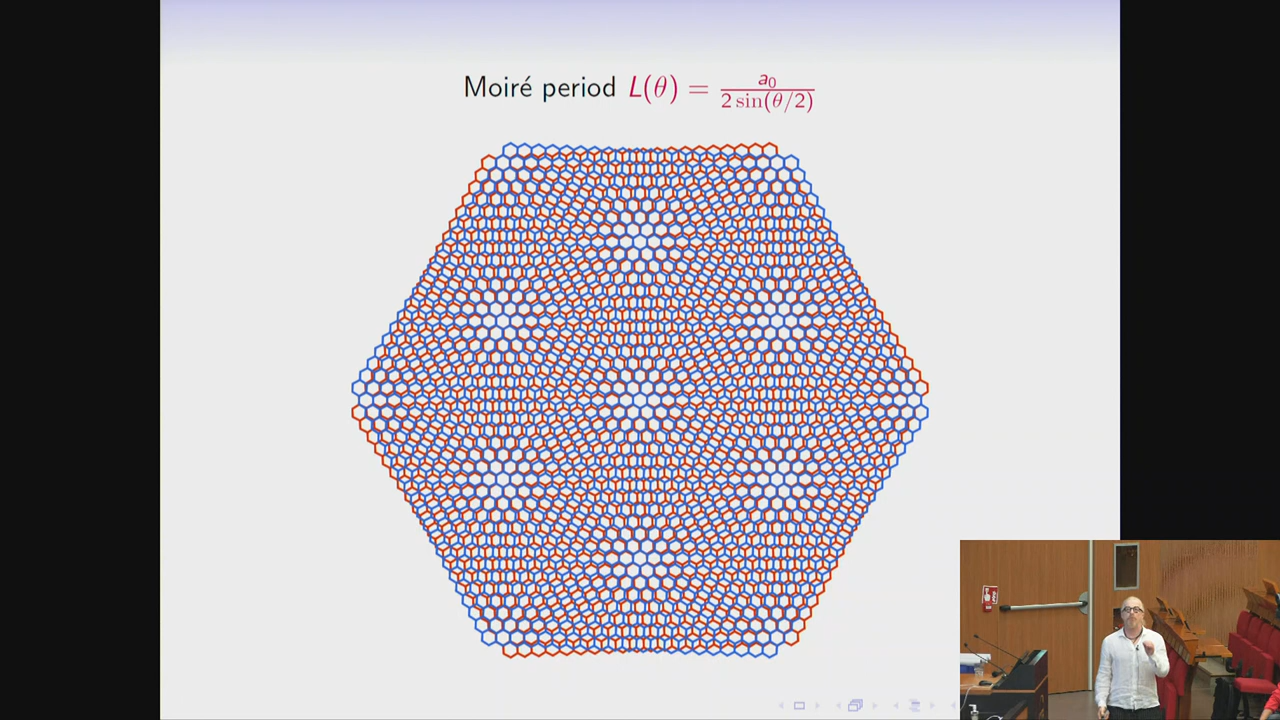 Moiré period L(θ) = a₀ / 2 sin(θ/2)